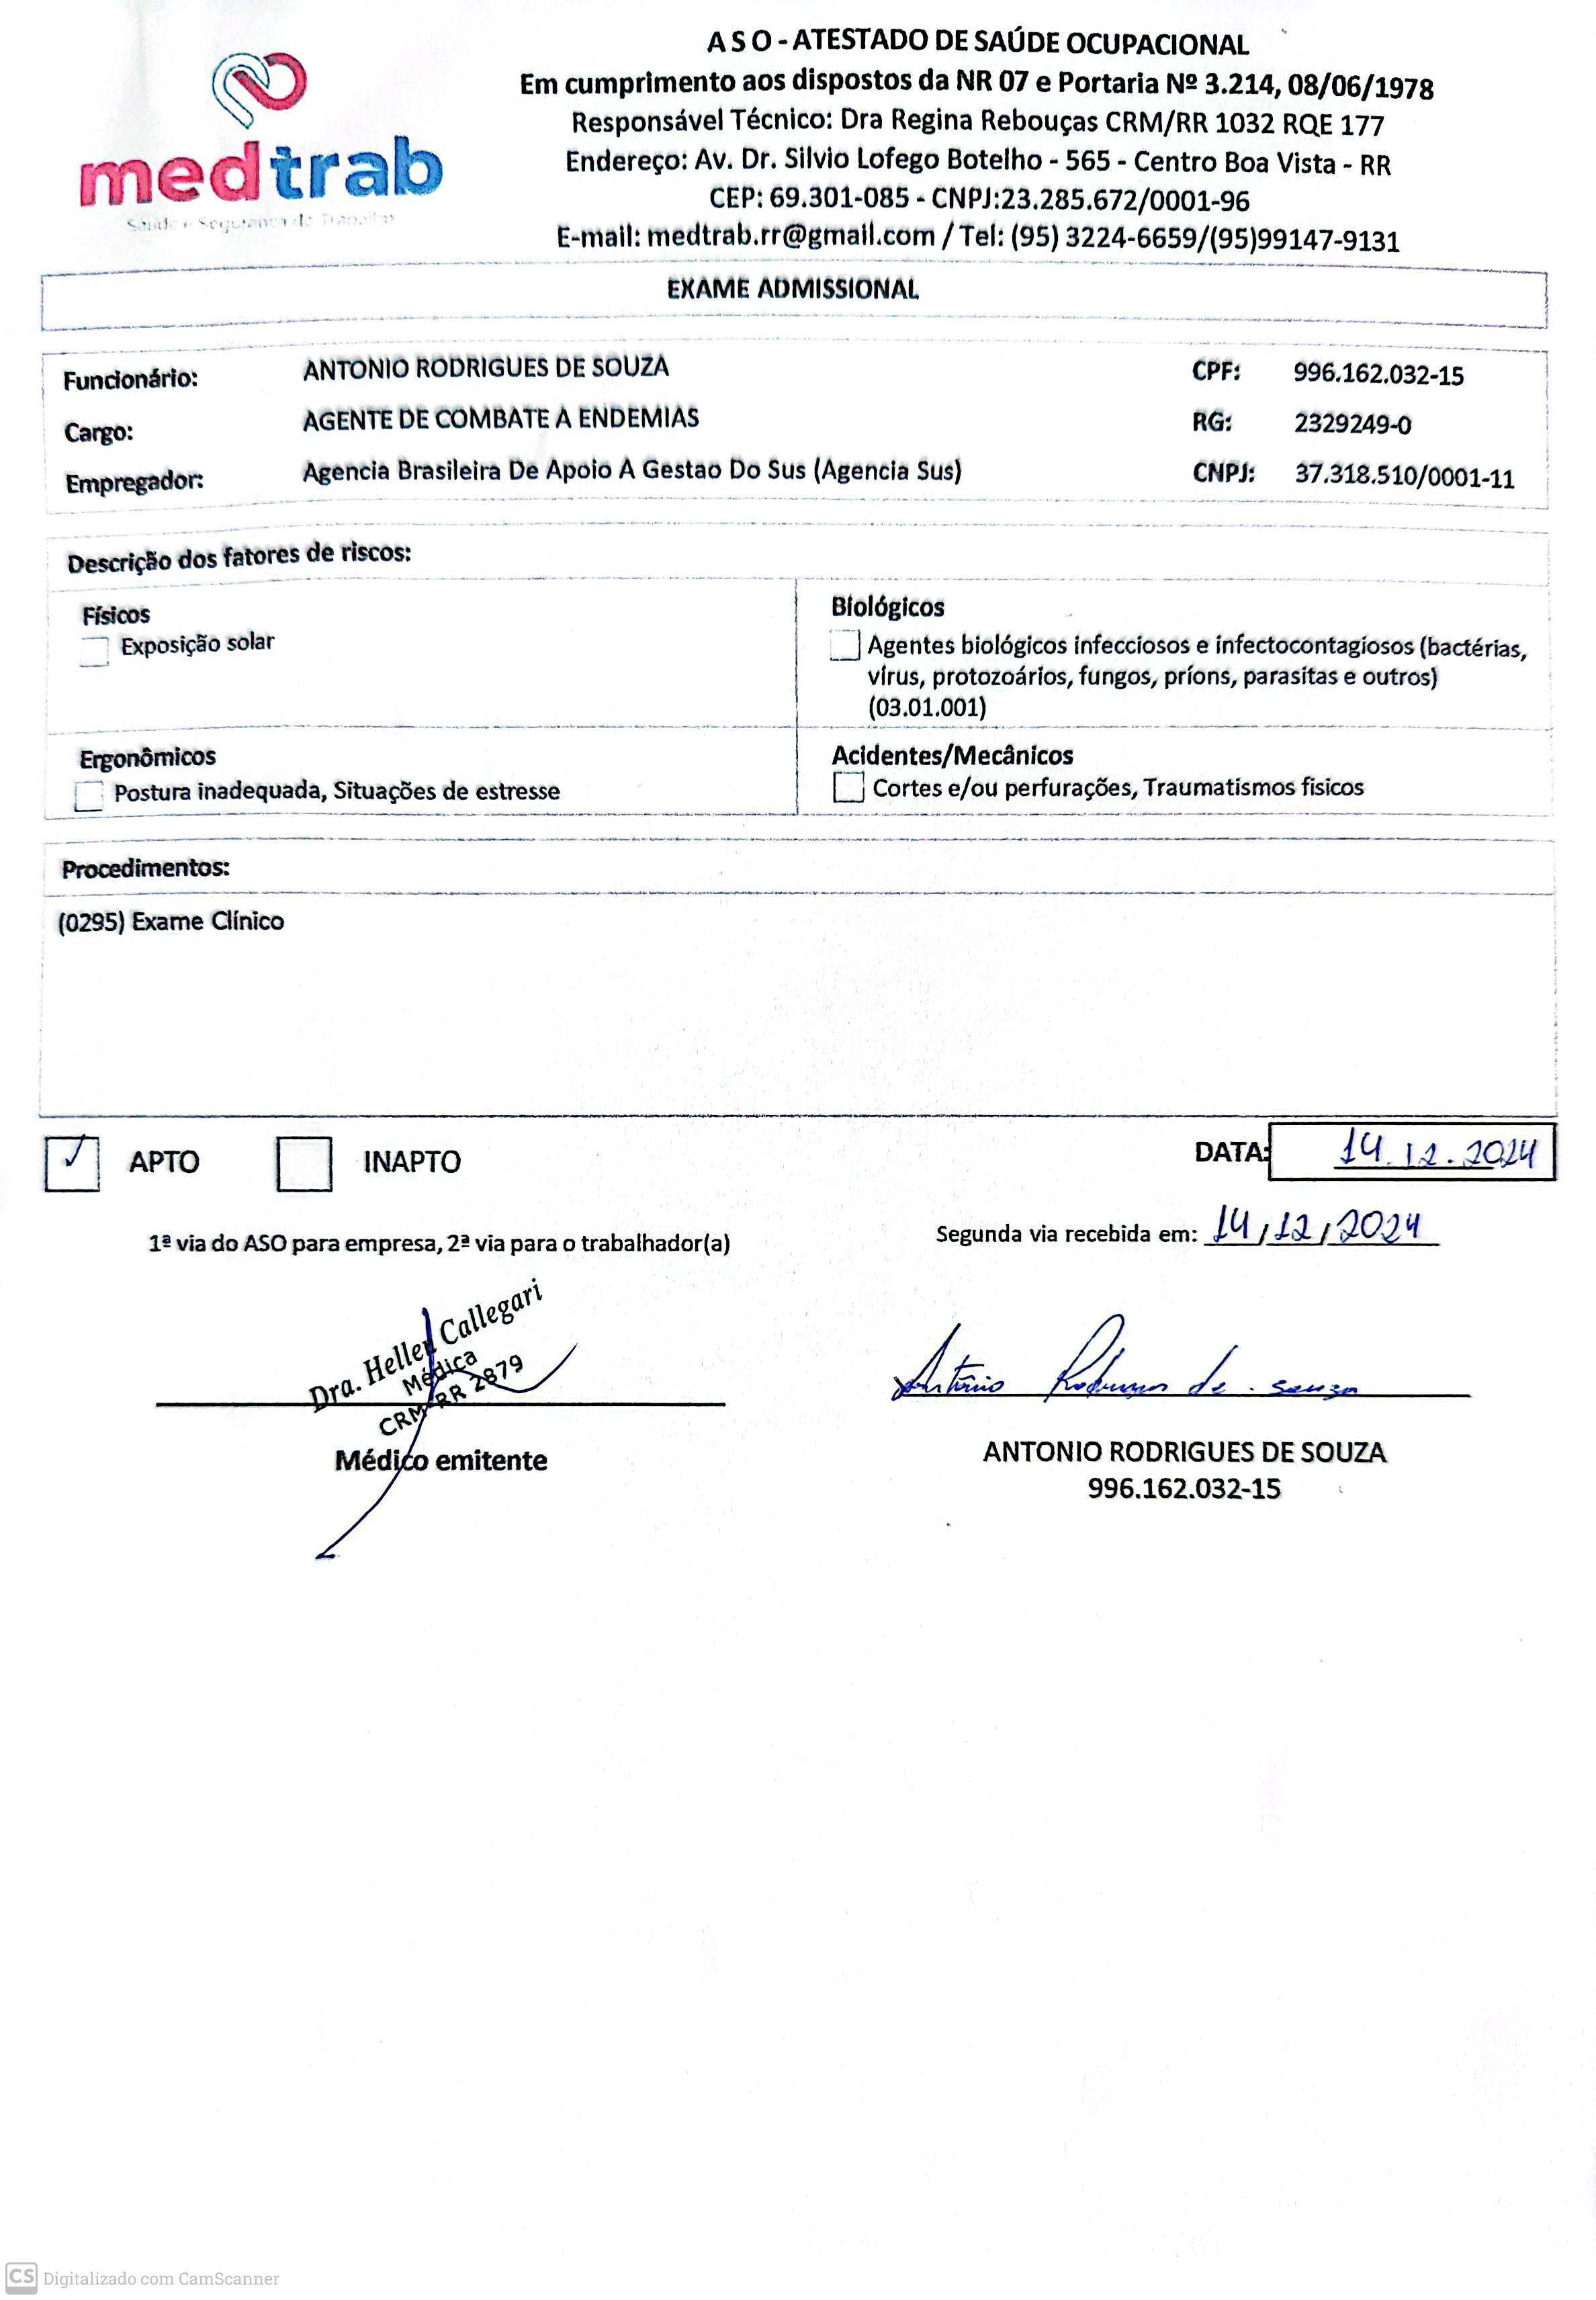 medtrab
Saúde e Segurança do Trabalho
A S O - ATESTADO DE SAÚDE OCUPACIONAL
Em cumprimento aos dispostos da NR 07 e Portaria Nº 3.214, 08/06/1978
Responsável Técnico: Dra Regina Rebouças CRM/RR 1032 RQE 177
Endereço: Av. Dr. Silvio Lofego Botelho - 565 - Centro Boa Vista - RR
CEP: 69.301-085 - CNPJ:23.285.672/0001-96
E-mail: medtrab.rr@gmail.com / Tel: (95) 3224-6659/(95)99147-9131
EXAME ADMISSIONAL
Funcionário: ANTONIO RODRIGUES DE SOUZA CPF: 996.162.032-15
Cargo: AGENTE DE COMBATE A ENDEMIAS RG: 2329249-0
Empregador: Agencia Brasileira De Apoio A Gestao Do Sus (Agencia Sus) CNPJ: 37.318.510/0001-11
Descrição dos fatores de riscos:
Físicos
Exposição solar
Biológicos
Agentes biológicos infecciosos e infectocontagiosos (bactérias,
vírus, protozoários, fungos, príons, parasitas e outros)
(03.01.001)
Ergonômicos
Postura inadequada, Situações de estresse
Acidentes/Mecânicos
Cortes e/ou perfurações, Traumatismos fisicos
Procedimentos:
(0295) Exame Clínico
✓ APTO INAPTO DATA: 14.12.2024
1ª via do ASO para empresa, 2ª via para o trabalhador(a)
Segunda via recebida em: 14/12/2024
Dra. Hellen Callegari
Médica
CRM-RR 2879
Médico emitente
Antônio Rodrigues de souza
ANTONIO RODRIGUES DE SOUZA
996.162.032-15
CS Digitalizado com CamScanner